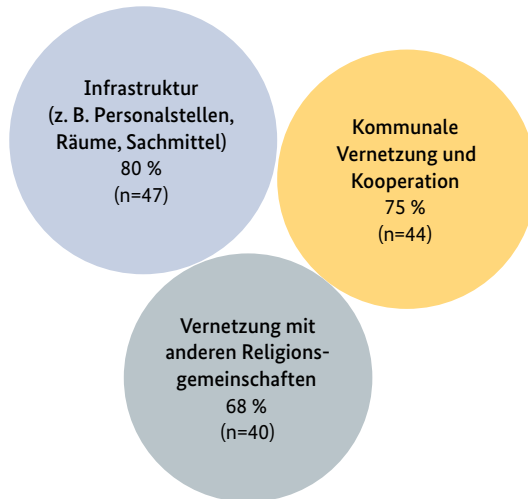 Infrastruktur
(z. B. Personalstellen,
Räume, Sachmittel)
80 %
(n=47)
Kommunale
Vernetzung und
Kooperation
75 %
(n=44)
Vernetzung mit
anderen Religions-
gemeinschaften
68 %
(n=40)